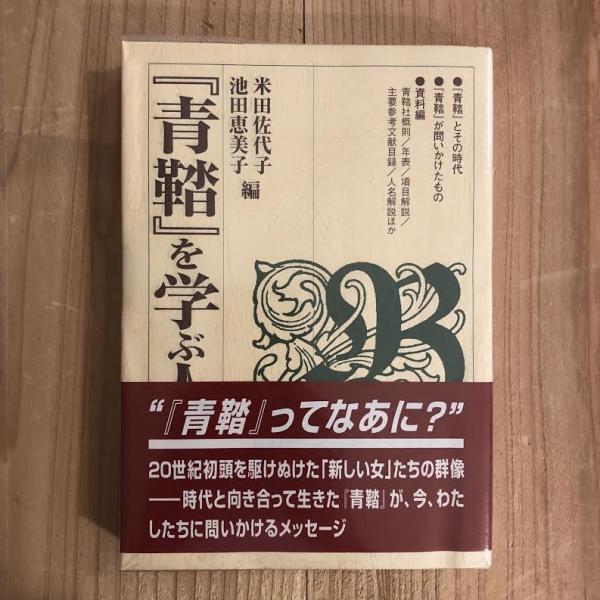 ●『青鞜』とその時代
●『青鞜』が問いかけたもの
●資料編
青鞜社概則/年表/項目解説/
主要参考文献目録/人名解説ほか
米田佐代子
池田恵美子 編
『青鞜』を学ぶ人
“『青鞜』ってなあに?”
20世紀初頭を駆けぬけた「新しい女」たちの群像
──時代と向き合って生きた『青鞜』が、今、わた
したちに問いかけるメッセージ